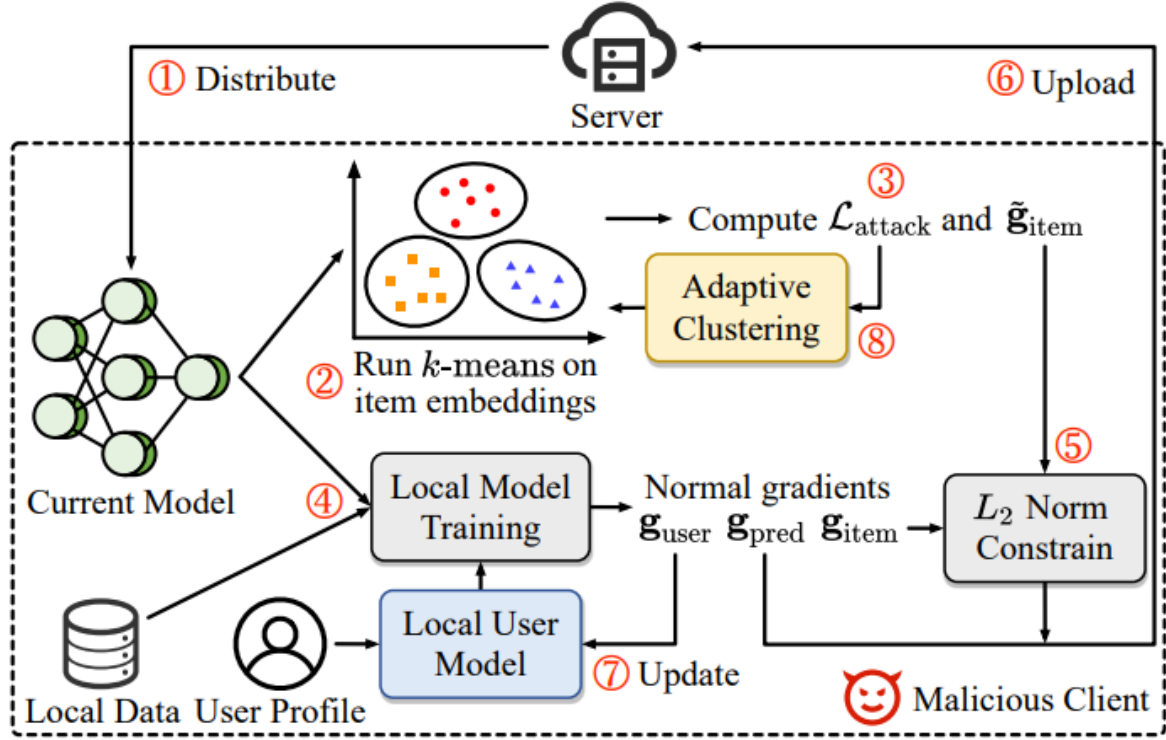 ① Distribute
Server
⑥ Upload
③
Compute 𝓛attack and g̃item
Adaptive
Clustering
⑧
② Run k-means on
item embeddings
Current Model
④
Local Model
Training
Normal gradients
guser gpred gitem
⑤
L2 Norm
Constrain
Local User
Model
⑦ Update
Local Data
User Profile
Malicious Client